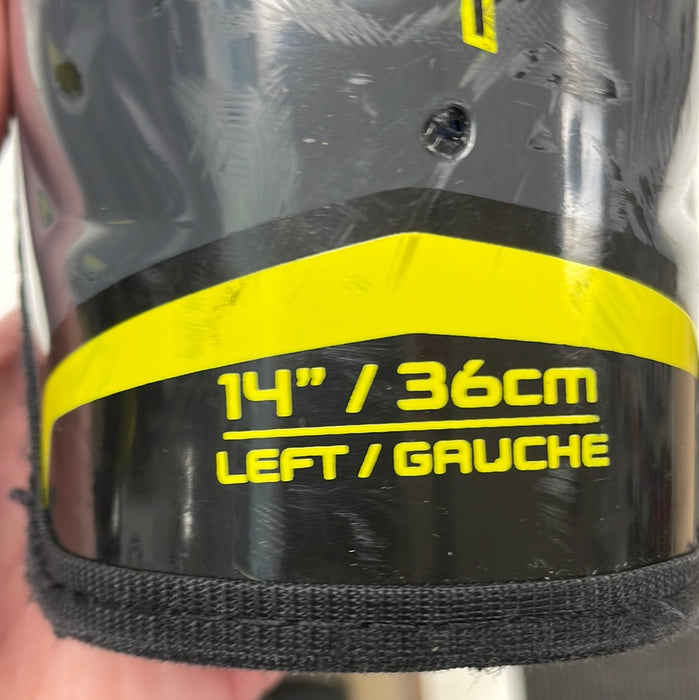 14” / 36cm
LEFT / GAUCHE